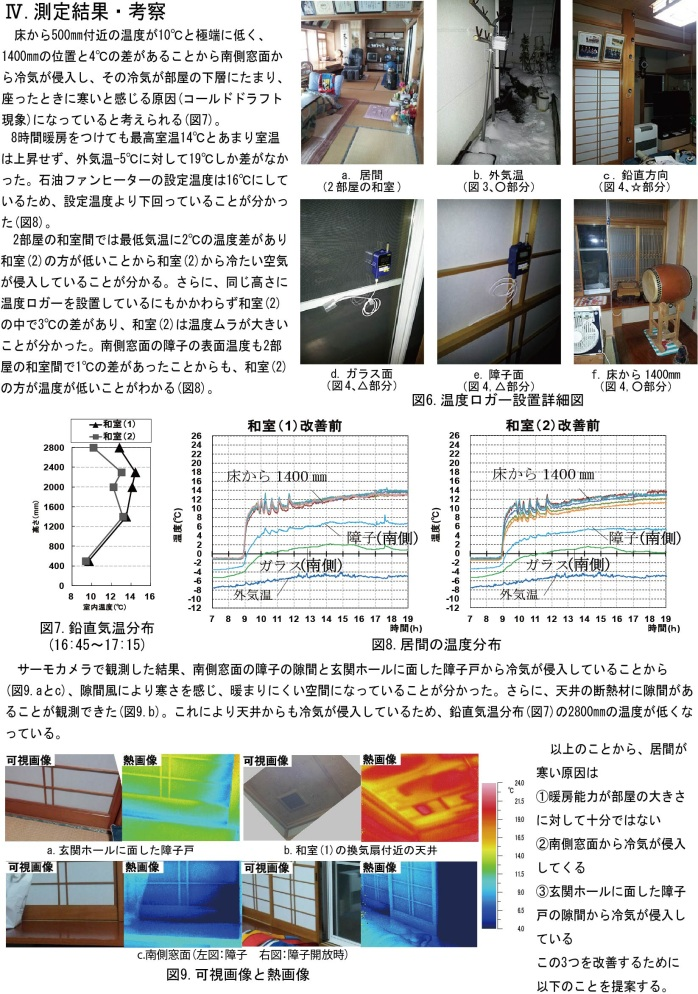 Ⅳ. 測定結果・考察
床から500㎜付近の温度が10℃と極端に低く、
1400㎜の位置と4℃の差があることから南側窓面か
ら冷気が侵入し、その冷気が部屋の下層にたまり、
座ったときに寒いと感じる原因(コールドドラフト
現象)になっていると考えられる(図7)。
8時間暖房をつけても最高室温14℃とあまり室温
は上昇せず、外気温-5℃に対して19℃しか差がなか
った。石油ファンヒーターの設定温度は16℃にして
いるため、設定温度より下回っていることが分かっ
た(図8)。
2部屋の和室間では最低気温に2℃の温度差があり
和室(2)の方が低いことから和室(2)から冷たい空気
が侵入していることが分かる。さらに、同じ高さに
温度ロガーを設置しているにもかかわらず和室(2)
の中で3℃の差があり、和室(2)は温度ムラが大きい
ことが分かった。南側窓面の障子の表面温度も2部
屋の和室間で1℃の差があったことからも、和室(2)
の方が温度が低いことがわかる(図8)。
a. 居間
(2部屋の和室)
b. 外気温
(図3、〇部分)
c. 鉛直方向
(図4、☆部分)
d. ガラス面
(図4、△部分)
e. 障子面
(図4, △部分)
f. 床から1400㎜
(図4, 〇部分)
図6. 温度ロガー設置詳細図
和室(1)
和室(2)
2800
2400
2000
1600
1200
800
400
0
高さ(mm)
8 10 12 14 16
室内温度(℃)
図7. 鉛直気温分布
(16:45～17:15)
和室(1)改善前
26
24
22
20
18
16
14
12
10
8
6
4
2
0
-2
-4
-6
-8
-10
-12
温度(℃)
床から 1400 ㎜
障子(南側)
ガラス(南側)
外気温
7 8 9 10 11 12 13 14 15 16 17 18 19
時間(h)
和室(2)改善前
26
24
22
20
18
16
14
12
10
8
6
4
2
0
-2
-4
-6
-8
-10
-12
温度(℃)
床から 1400 ㎜
障子(南側)
ガラス(南側)
外気温
7 8 9 10 11 12 13 14 15 16 17 18 19
時間(h)
図8. 居間の温度分布
サーモカメラで観測した結果、南側窓面の障子の隙間と玄関ホールに面した障子戸から冷気が侵入していることから
(図9. aとc)、隙間風により寒さを感じ、暖まりにくい空間になっていることが分かった。さらに、天井の断熱材に隙間があ
ることが観測できた(図9. b)。これにより天井からも冷気が侵入しているため、鉛直気温分布(図7)の2800㎜の温度が低くな
っている。
可視画像
熱画像
可視画像
熱画像
a. 玄関ホールに面した障子戸
b. 和室(1)の換気扇付近の天井
可視画像
熱画像
可視画像
熱画像
c.南側窓面(左図：障子 右図：障子開放時)
℃
24.0
21.5
19.0
16.5
14.0
11.5
9.0
6.5
4.0
図9. 可視画像と熱画像
以上のことから、居間が
寒い原因は
①暖房能力が部屋の大きさ
に対して十分ではない
②南側窓面から冷気が侵入
してくる
③玄関ホールに面した障子
戸の隙間から冷気が侵入し
ている
この3つを改善するために
以下のことを提案する。